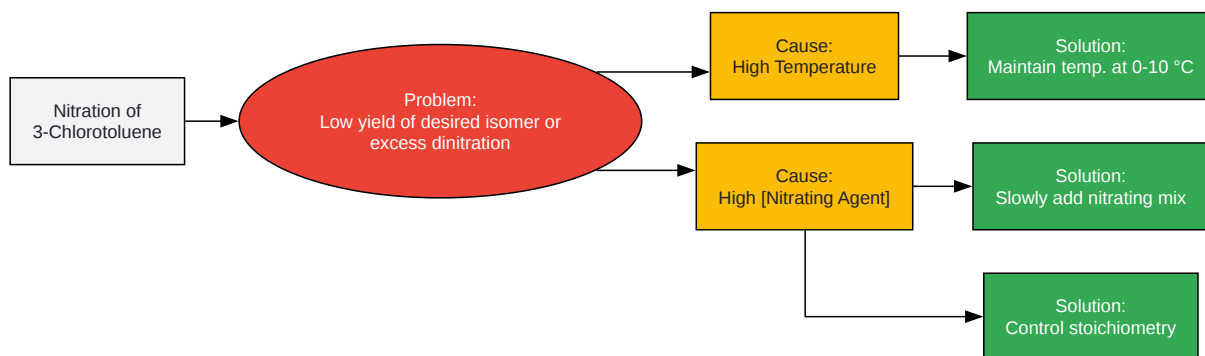 Nitration of
3-Chlorotoluene
Problem:
Low yield of desired isomer or
excess dinitration
Cause:
High Temperature
Solution:
Maintain temp. at 0-10 °C
Cause:
High [Nitrating Agent]
Solution:
Slowly add nitrating mix
Solution:
Control stoichiometry